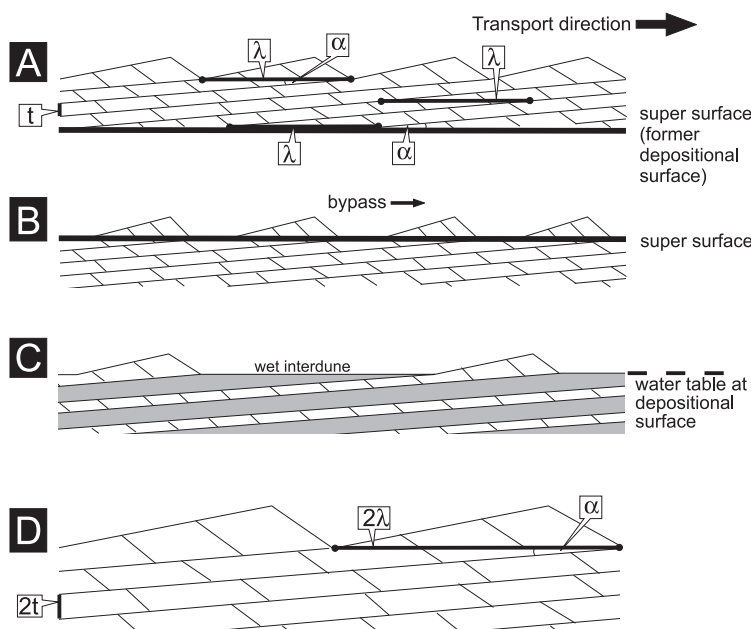 Transport direction
A
λ
α
λ
t
λ
α
super surface
(former
depositional
surface)
B
bypass
super surface
C
wet interdune
water table at
depositional
surface
D
2λ
α
2t